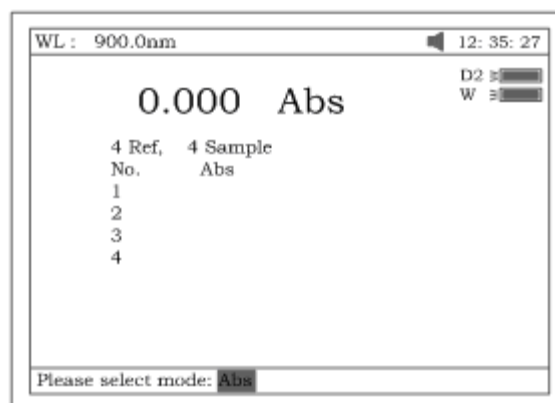 WL: 900.0nm 12: 35: 27
D2
W
0.000 Abs
4 Ref, 4 Sample
No. Abs
1
2
3
4
Please select mode: Abs